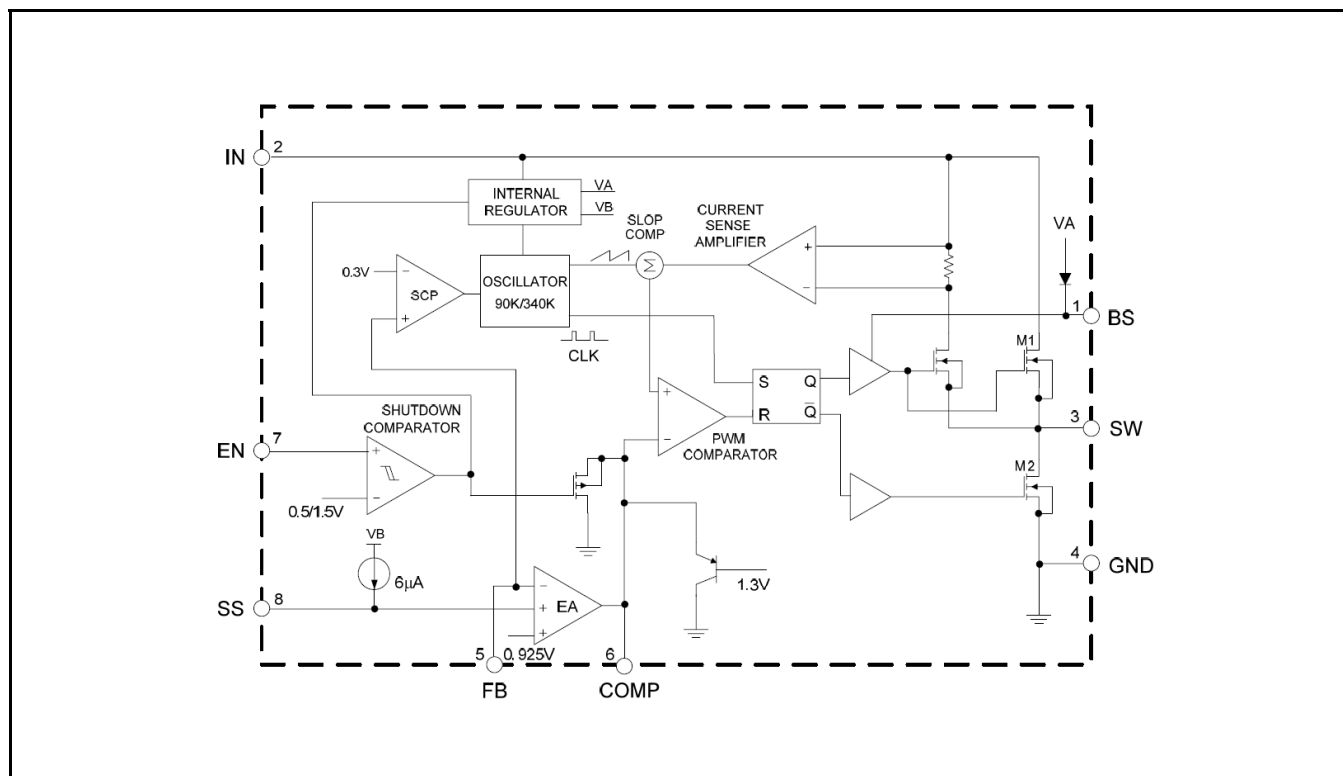 IN
2
INTERNAL
REGULATOR
VA
VB
SLOP
COMP
CURRENT
SENSE
AMPLIFIER
+
−
VA
0.3V
−
SCP
+
OSCILLATOR
90K/340K
Σ
CLK
1
BS
M1
S
Q
R
Q̅
+
−
PWM
COMPARATOR
3
SW
SHUTDOWN
COMPARATOR
EN
7
+
−
0.5/1.5V
M2
VB
6µA
1.3V
4
GND
SS
8
−
+
+
EA
0.925V
5
FB
6
COMP